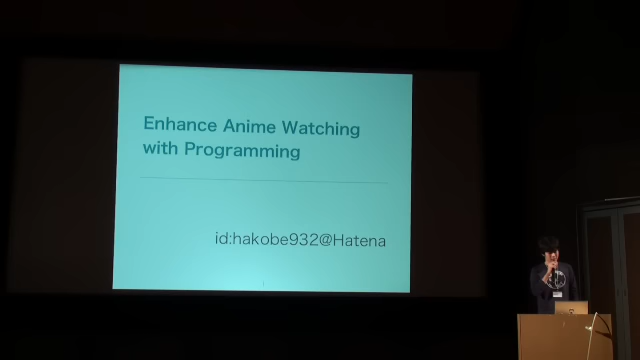 Enhance Anime Watching
with Programming
id:hakobe932@Hatena